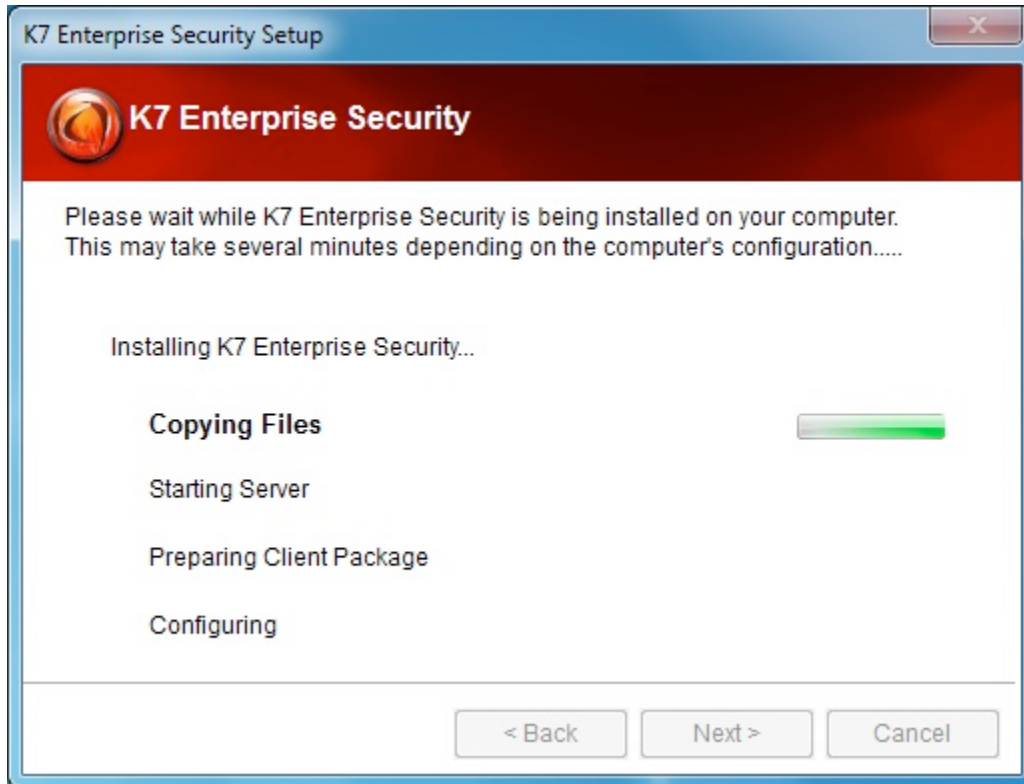 K7 Enterprise Security Setup
K7 Enterprise Security
Please wait while K7 Enterprise Security is being installed on your computer.
This may take several minutes depending on the computer's configuration.....
Installing K7 Enterprise Security...
Copying Files
Starting Server
Preparing Client Package
Configuring
< Back
Next >
Cancel